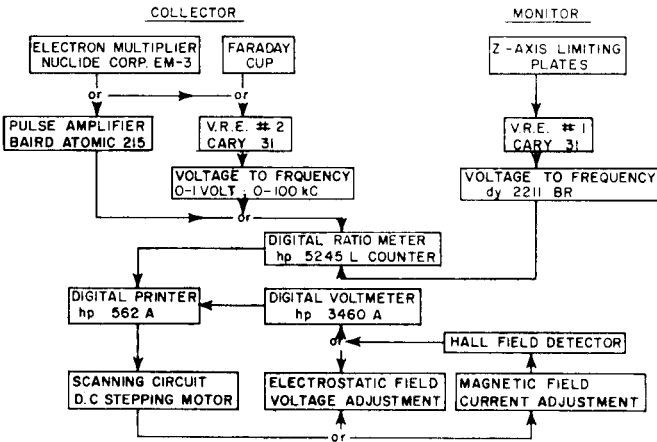 COLLECTOR
MONITOR
ELECTRON MULTIPLIER
NUCLIDE CORP. EM-3
FARADAY
CUP
Z-AXIS LIMITING
PLATES
or
or
PULSE AMPLIFIER
BAIRD ATOMIC 215
V.R.E. # 2
CARY 31
V.R.E. # 1
CARY 31
VOLTAGE TO FRQUENCY
0-1 VOLT : 0-100 kC
VOLTAGE TO FREQUENCY
dy 2211 BR
or
DIGITAL RATIO METER
hp 5245 L COUNTER
DIGITAL PRINTER
hp 562 A
DIGITAL VOLTMETER
hp 3460 A
or
HALL FIELD DETECTOR
SCANNING CIRCUIT
D.C STEPPING MOTOR
ELECTROSTATIC FIELD
VOLTAGE ADJUSTMENT
MAGNETIC FIELD
CURRENT ADJUSTMENT
or